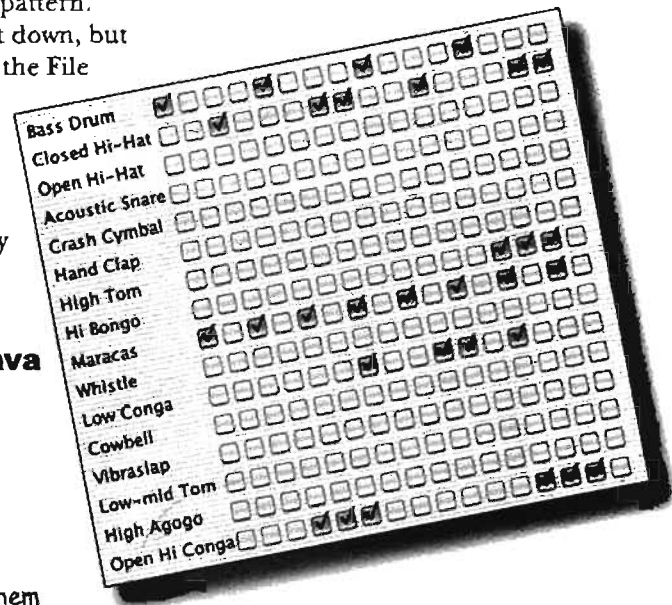 pattern.
t down, but
the File
y
va
nem
Bass Drum
Closed Hi-Hat
Open Hi-Hat
Acoustic Snare
Crash Cymbal
Hand Clap
High Tom
Hi Bongo
Maracas
Whistle
Low Conga
Cowbell
Vibraslap
Low-mid Tom
High Agogo
Open Hi Conga